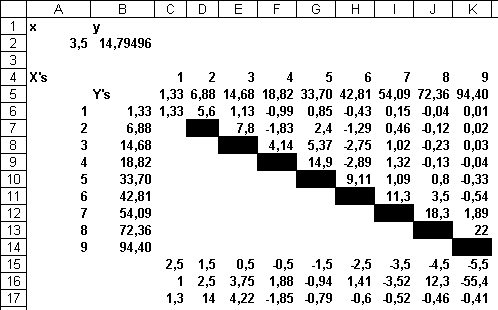 A B C D E F G H I J K
1 x y
2 3,5 14,79496
3
4 X's 1 2 3 4 5 6 7 8 9
5 Y's 1,33 6,88 14,68 18,82 33,70 42,81 54,09 72,36 94,40
6 1 1,33 1,33 5,6 1,13 -0,99 0,85 -0,43 0,15 -0,04 0,01
7 2 6,88 7,8 -1,83 2,4 -1,29 0,46 -0,12 0,02
8 3 14,68 4,14 5,37 -2,75 1,02 -0,23 0,03
9 4 18,82 14,9 -2,89 1,32 -0,13 -0,04
10 5 33,70 9,11 1,09 0,8 -0,33
11 6 42,81 11,3 3,5 -0,54
12 7 54,09 18,3 1,89
13 8 72,36 22
14 9 94,40
15 2,5 1,5 0,5 -0,5 -1,5 -2,5 -3,5 -4,5 -5,5
16 1 2,5 3,75 1,88 -0,94 1,41 -3,52 12,3 -55,4
17 1,3 14 4,22 -1,85 -0,79 -0,6 -0,52 -0,46 -0,41